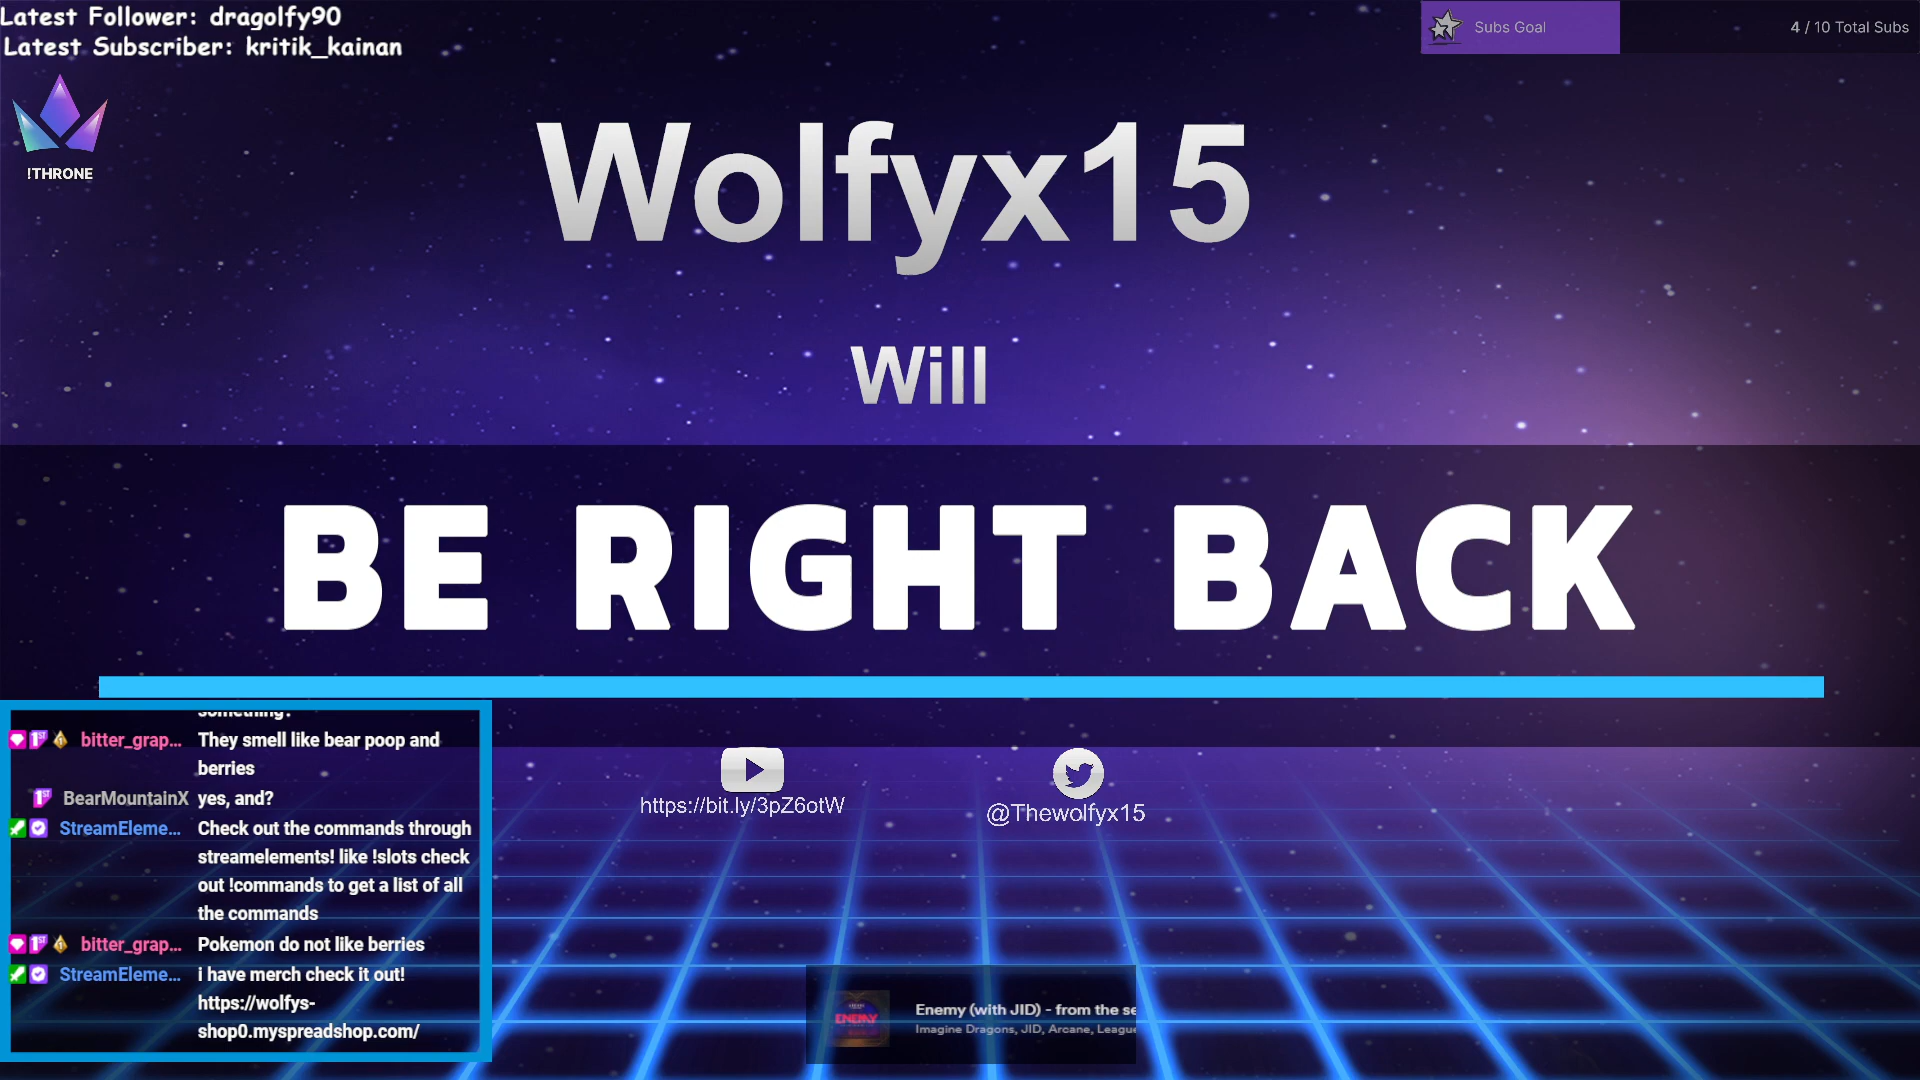 Latest Follower: dragolfy90
Latest Subscriber: kritik_kainan
Subs Goal
4 / 10 Total Subs
!THRONE
Wolfyx15
Will
BE RIGHT BACK
something?
bitter_grap... They smell like bear poop and
berries
BearMountainX yes, and?
StreamEleme... Check out the commands through
streamelements! like !slots check
out !commands to get a list of all
the commands
bitter_grap... Pokemon do not like berries
StreamEleme... i have merch check it out!
https://wolfys-
shop0.myspreadshop.com/
https://bit.ly/3pZ6otW
@Thewolfyx15
ENEMY
Enemy (with JID) - from the se
Imagine Dragons, JID, Arcane, League